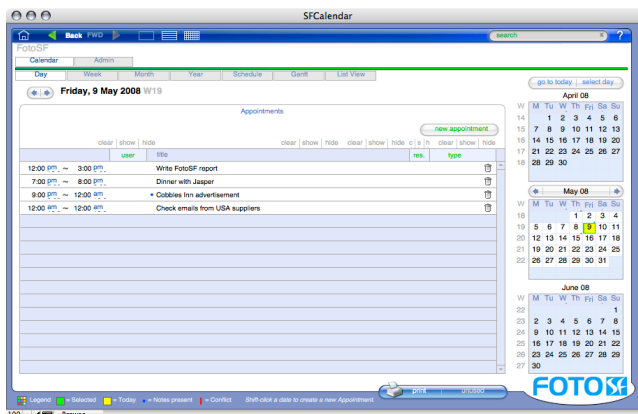 SFCalendar
Back FWD
search
?
FotoSF
Calendar Admin
Day Week Month Year Schedule Gantt List View
Friday, 9 May 2008 W19
go to today select day
Appointments
new appointment
clear show hide clear show hide clear show hide c s h clear show hide
user title res. type
12:00 pm ~ 3:00 pm Write FotoSF report
7:00 pm ~ 8:00 pm Dinner with Jasper
9:00 pm ~ 12:00 am • Cobbles Inn advertisement
12:00 am ~ 12:00 am Check emails from USA suppliers
April 08
W M Tu W Th Fri Sa Su
14 1 2 3 4 5 6
15 7 8 9 10 11 12 13
16 14 15 16 17 18 19 20
17 21 22 23 24 25 26 27
18 28 29 30
May 08
W M Tu W Th Fri Sa Su
18 1 2 3 4
19 5 6 7 8 9 10 11
20 12 13 14 15 16 17 18
21 19 20 21 22 23 24 25
22 26 27 28 29 30 31
June 08
W M Tu W Th Fri Sa Su
22 1
23 2 3 4 5 6 7 8
24 9 10 11 12 13 14 15
25 16 17 18 19 20 21 22
26 23 24 25 26 27 28 29
27 30
print unused
Legend = Selected = Today • = Notes present | = Conflict Shift-click a date to create a new Appointment.
FOTOSF
100 Browse